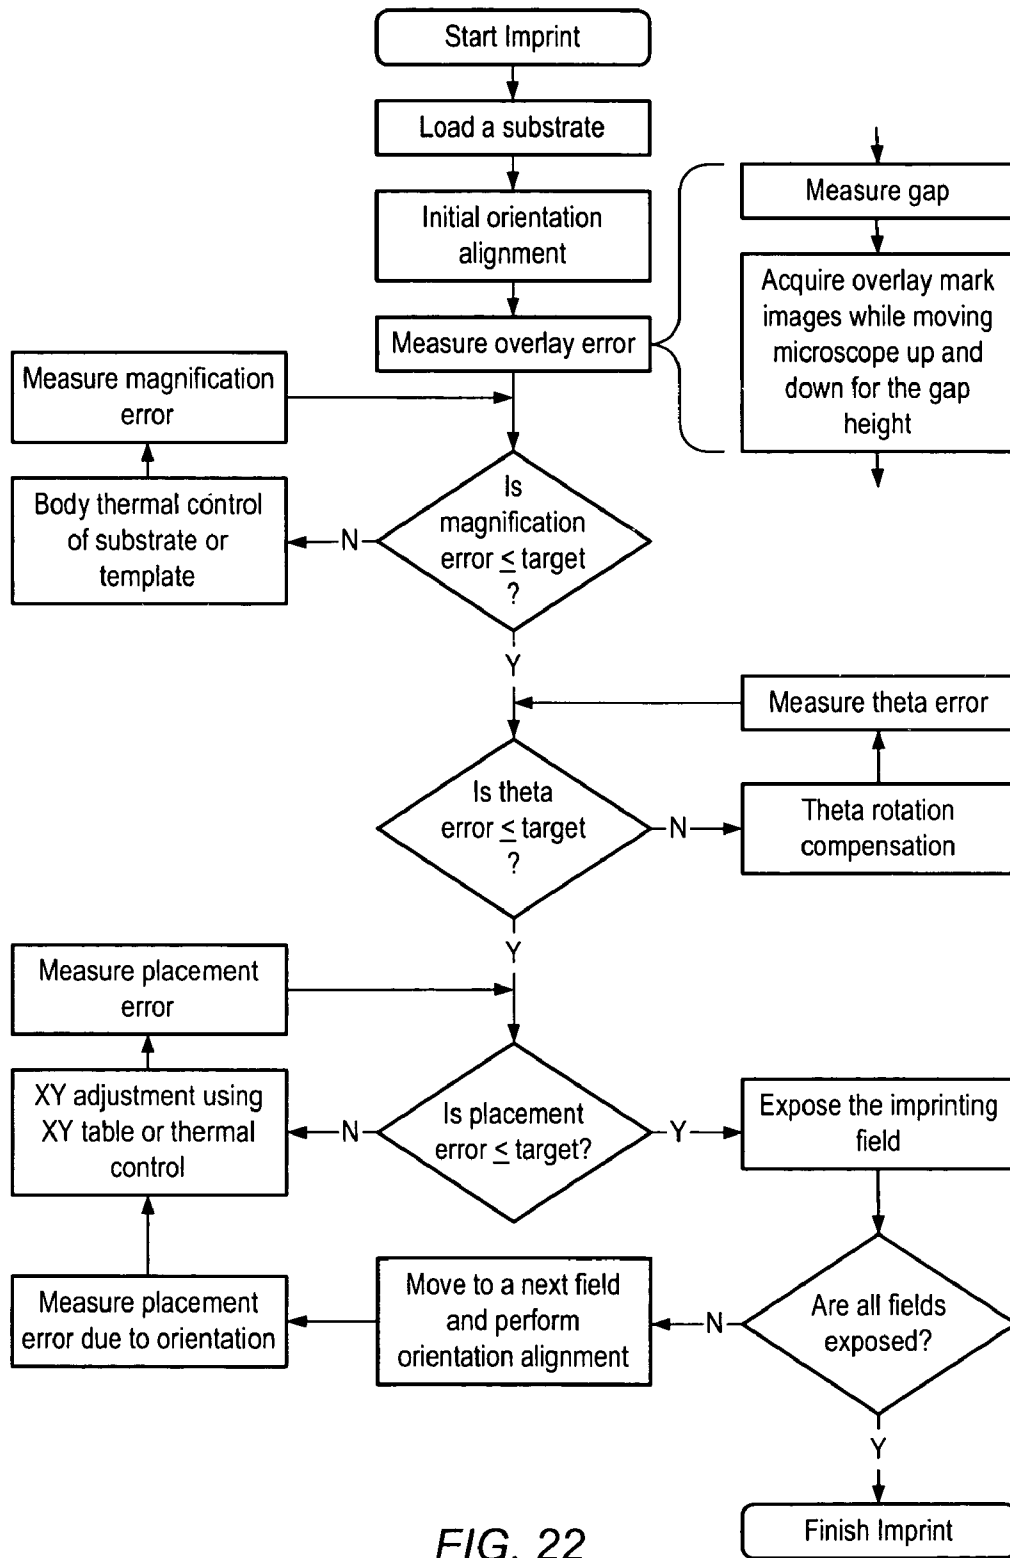 Start Imprint
Load a substrate
Initial orientation
alignment
Measure overlay error
Measure gap
Acquire overlay mark
images while moving
microscope up and
down for the gap
height
Measure magnification
error
Body thermal control
of substrate or
template
N
Is
magnification
error ≤ target
?
Y
Measure theta error
Is theta
error ≤ target
?
N
Theta rotation
compensation
Y
Measure placement
error
XY adjustment using
XY table or thermal
control
N
Is placement
error ≤ target?
Y
Expose the imprinting
field
Measure placement
error due to orientation
Move to a next field
and perform
orientation alignment
N
Are all fields
exposed?
Y
Finish Imprint
FIG. 22